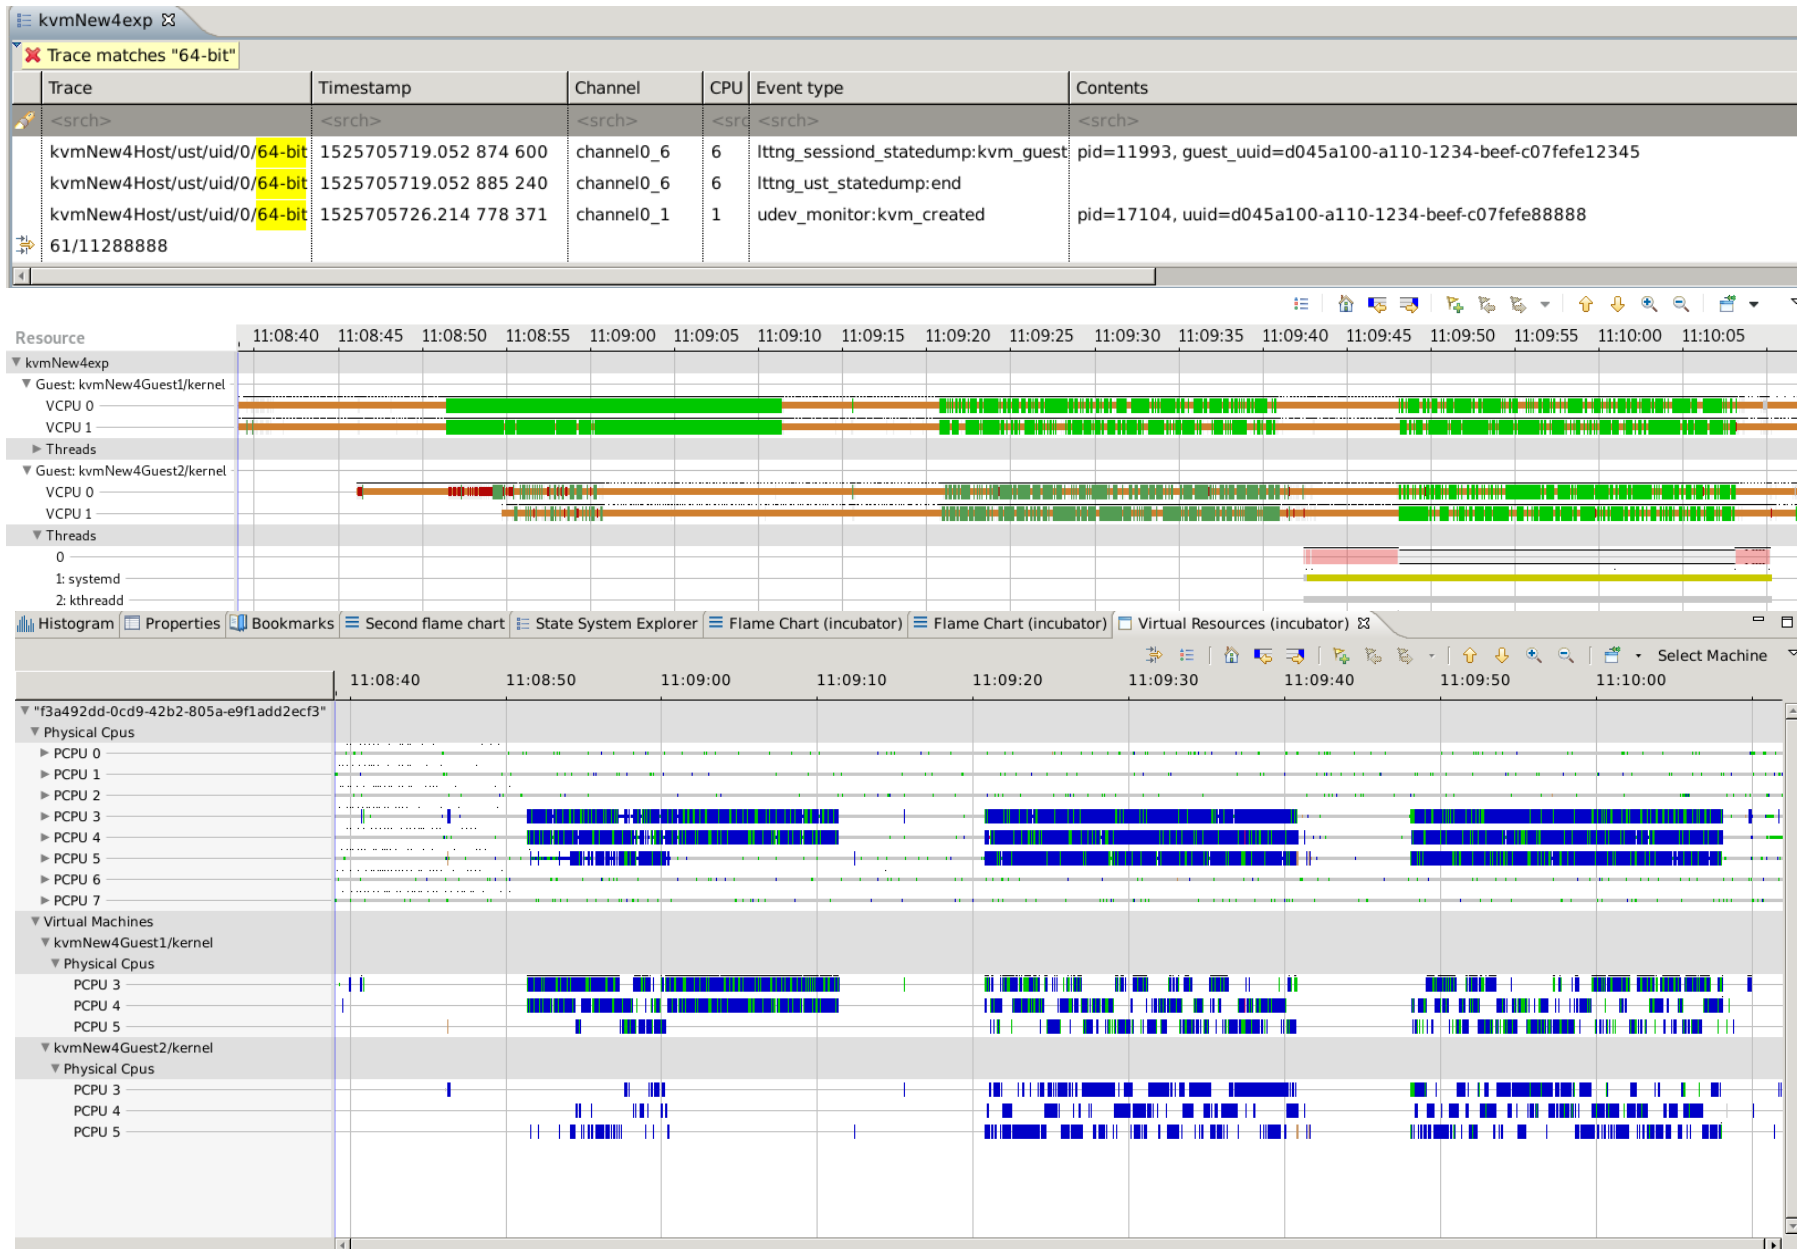 kvmNew4exp
Trace matches "64-bit"
Trace Timestamp Channel CPU Event type Contents
<srch> <srch> <srch> <src <srch> <srch>
kvmNew4Host/ust/uid/0/64-bit 1525705719.052 874 600 channel0_6 6 lttng_sessiond_statedump:kvm_guest pid=11993, guest_uuid=d045a100-a110-1234-beef-c07fefe12345
kvmNew4Host/ust/uid/0/64-bit 1525705719.052 885 240 channel0_6 6 lttng_ust_statedump:end
kvmNew4Host/ust/uid/0/64-bit 1525705726.214 778 371 channel0_1 1 udev_monitor:kvm_created pid=17104, uuid=d045a100-a110-1234-beef-c07fefe88888
61/11288888
Resource 11:08:40 11:08:45 11:08:50 11:08:55 11:09:00 11:09:05 11:09:10 11:09:15 11:09:20 11:09:25 11:09:30 11:09:35 11:09:40 11:09:45 11:09:50 11:09:55 11:10:00 11:10:05
kvmNew4exp
Guest: kvmNew4Guest1/kernel
VCPU 0
VCPU 1
Threads
Guest: kvmNew4Guest2/kernel
VCPU 0
VCPU 1
Threads
0
1: systemd
2: kthreadd
Histogram Properties Bookmarks Second flame chart State System Explorer Flame Chart (incubator) Flame Chart (incubator) Virtual Resources (incubator)
Select Machine
11:08:40 11:08:50 11:09:00 11:09:10 11:09:20 11:09:30 11:09:40 11:09:50 11:10:00
"f3a492dd-0cd9-42b2-805a-e9f1add2ecf3"
Physical Cpus
PCPU 0
PCPU 1
PCPU 2
PCPU 3
PCPU 4
PCPU 5
PCPU 6
PCPU 7
Virtual Machines
kvmNew4Guest1/kernel
Physical Cpus
PCPU 3
PCPU 4
PCPU 5
kvmNew4Guest2/kernel
Physical Cpus
PCPU 3
PCPU 4
PCPU 5